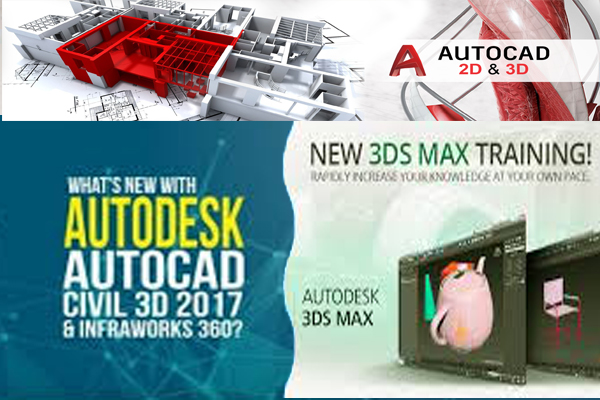 AUTOCAD
2D & 3D
WHAT'S NEW WITH
AUTODESK
AUTOCAD
CIVIL 3D 2017
& INFRAWORKS 360?
NEW 3DS MAX TRAINING!
RAPIDLY INCREASE YOUR KNOWLEDGE AT YOUR OWN PACE.
AUTODESK
3DS MAX